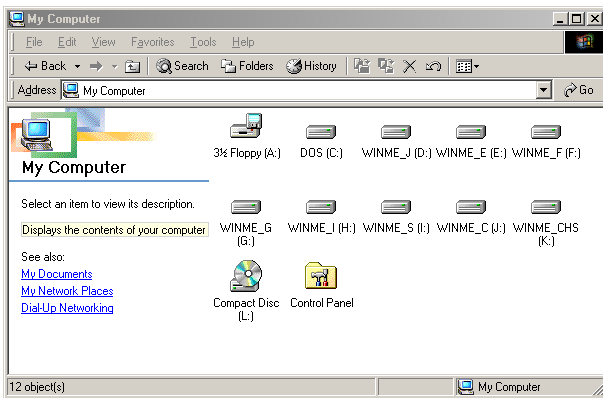 My Computer
File Edit View Favorites Tools Help
Back Search Folders History
Address My Computer Go
My Computer
Select an item to view its description.
Displays the contents of your computer
See also:
My Documents
My Network Places
Dial-Up Networking
3½ Floppy (A:) DOS (C:) WINME_J (D:) WINME_E (E:) WINME_F (F:)
WINME_G WINME_I (H:) WINME_S (I:) WINME_C (J:) WINME_CHS
(G:) (K:)
Compact Disc Control Panel
(L:)
12 object(s) My Computer